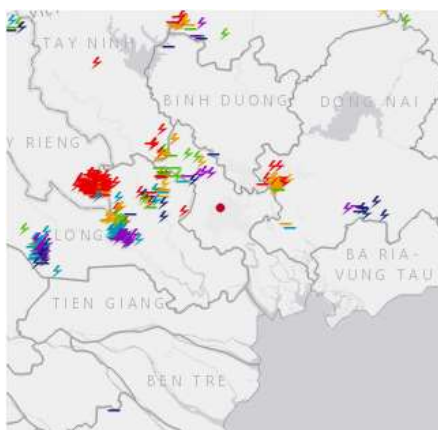 TAY NINH
BINH DUONG
DONG NAI
Y RIENG
LONG
BA RIA-
VUNG TAU
TIEN GIANG
BEN TRE